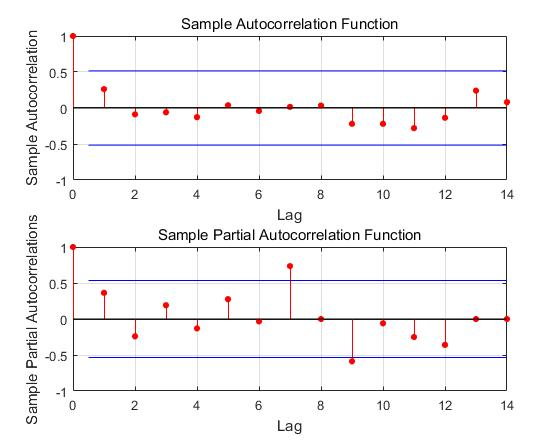 Sample Autocorrelation Function
Sample Autocorrelation
1
0.5
0
-0.5
-1
0 2 4 6 8 10 12 14
Lag
Sample Partial Autocorrelation Function
Sample Partial Autocorrelations
1
0.5
0
-0.5
-1
0 2 4 6 8 10 12 14
Lag